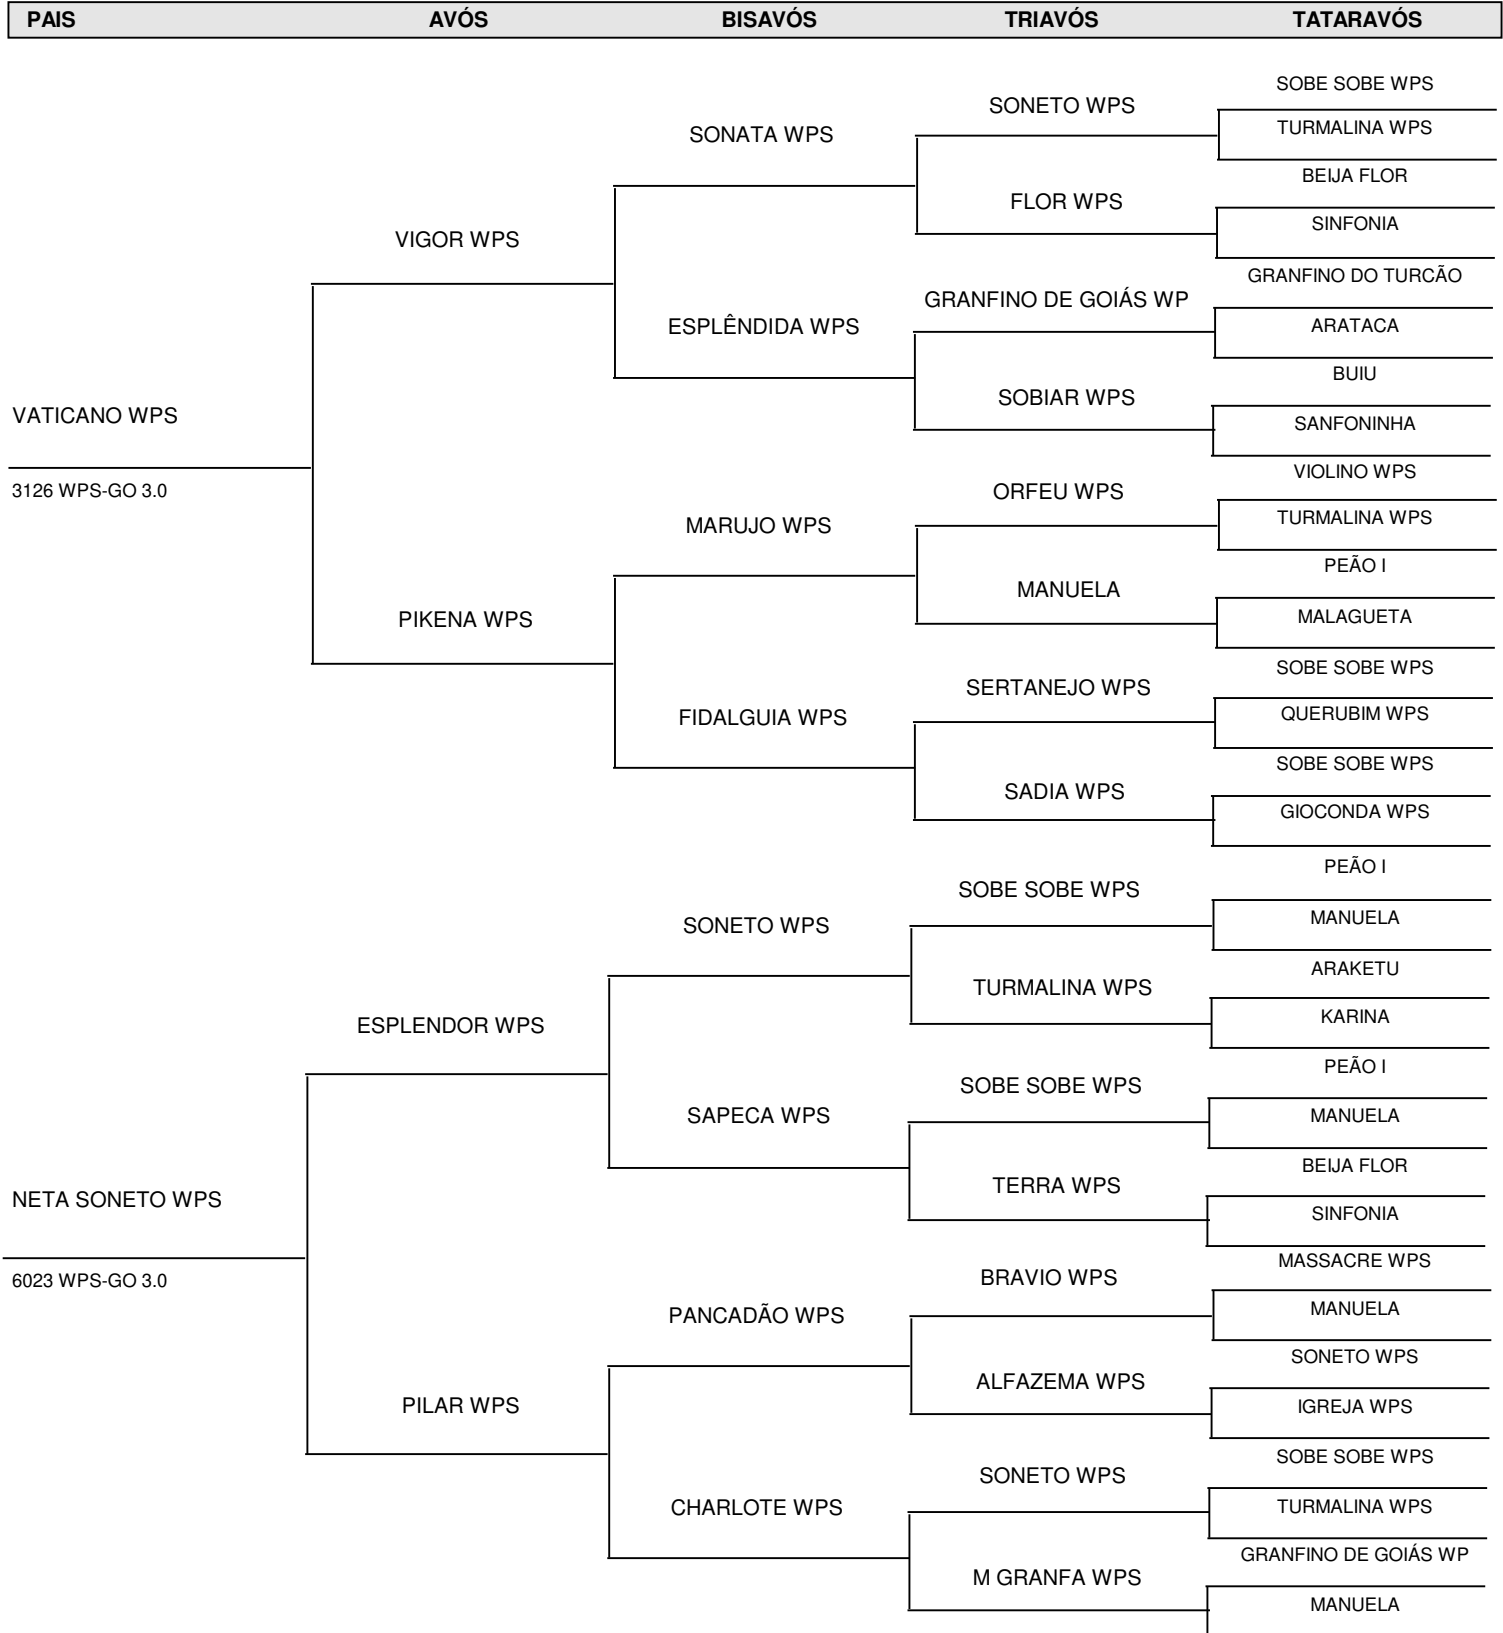 PAIS AVÓS BISAVÓS TRIAVÓS TATARAVÓS
SOBE SOBE WPS
SONETO WPS
TURMALINA WPS
SONATA WPS
BEIJA FLOR
FLOR WPS
SINFONIA
VIGOR WPS
GRANFINO DO TURCÃO
GRANFINO DE GOIÁS WP
ESPLÊNDIDA WPS
ARATACA
BUIU
SOBIAR WPS
VATICANO WPS
SANFONINHA
VIOLINO WPS
3126 WPS-GO 3.0
ORFEU WPS
TURMALINA WPS
MARUJO WPS
PEÃO I
MANUELA
MALAGUETA
PIKENA WPS
SOBE SOBE WPS
SERTANEJO WPS
QUERUBIM WPS
FIDALGUIA WPS
SOBE SOBE WPS
SADIA WPS
GIOCONDA WPS
PEÃO I
SOBE SOBE WPS
MANUELA
SONETO WPS
ARAKETU
TURMALINA WPS
KARINA
ESPLENDOR WPS
PEÃO I
SOBE SOBE WPS
MANUELA
SAPECA WPS
BEIJA FLOR
TERRA WPS
NETA SONETO WPS
SINFONIA
MASSACRE WPS
BRAVIO WPS
6023 WPS-GO 3.0
MANUELA
PANCADÃO WPS
SONETO WPS
ALFAZEMA WPS
PILAR WPS
IGREJA WPS
SOBE SOBE WPS
SONETO WPS
TURMALINA WPS
CHARLOTE WPS
GRANFINO DE GOIÁS WP
M GRANFA WPS
MANUELA